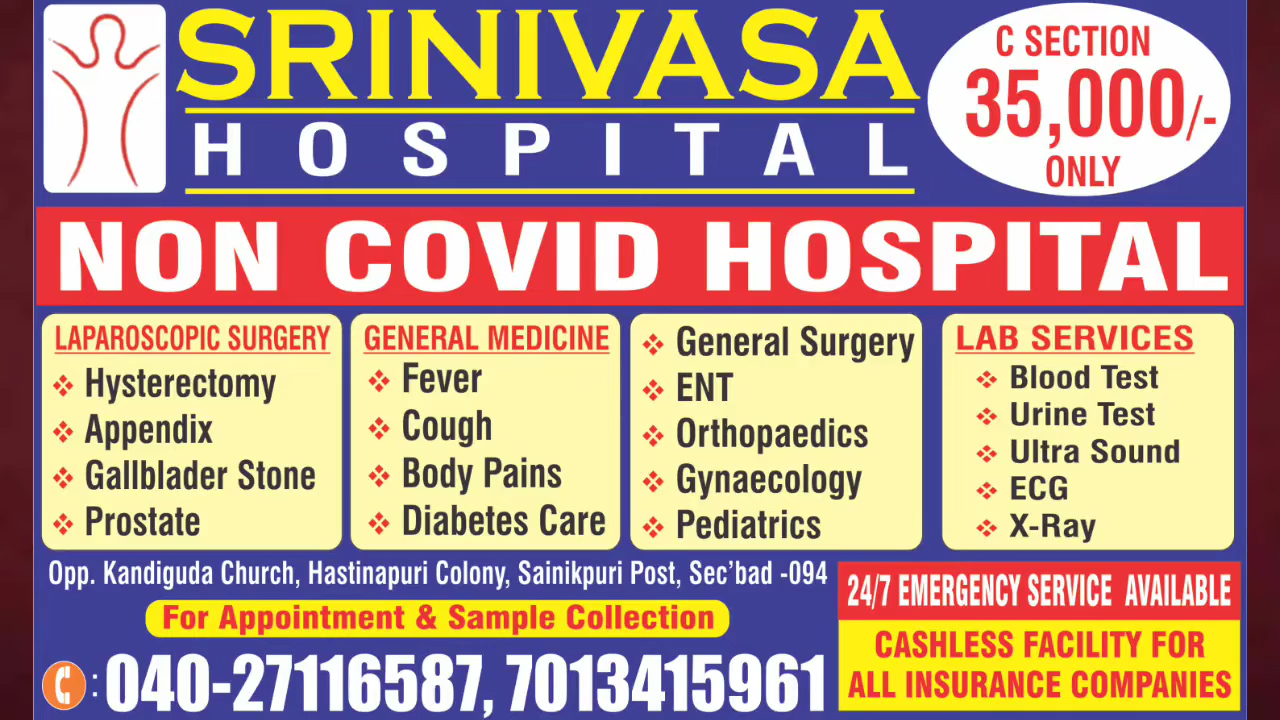 SRINIVASA
HOSPITAL
C SECTION
35,000/-
ONLY
NON COVID HOSPITAL
LAPAROSCOPIC SURGERY
Hysterectomy
Appendix
Gallblader Stone
Prostate
GENERAL MEDICINE
Fever
Cough
Body Pains
Diabetes Care
General Surgery
ENT
Orthopaedics
Gynaecology
Pediatrics
LAB SERVICES
Blood Test
Urine Test
Ultra Sound
ECG
X-Ray
Opp. Kandiguda Church, Hastinapuri Colony, Sainikpuri Post, Sec'bad -094
For Appointment & Sample Collection
: 040-27116587, 7013415961
24/7 EMERGENCY SERVICE AVAILABLE
CASHLESS FACILITY FOR
ALL INSURANCE COMPANIES